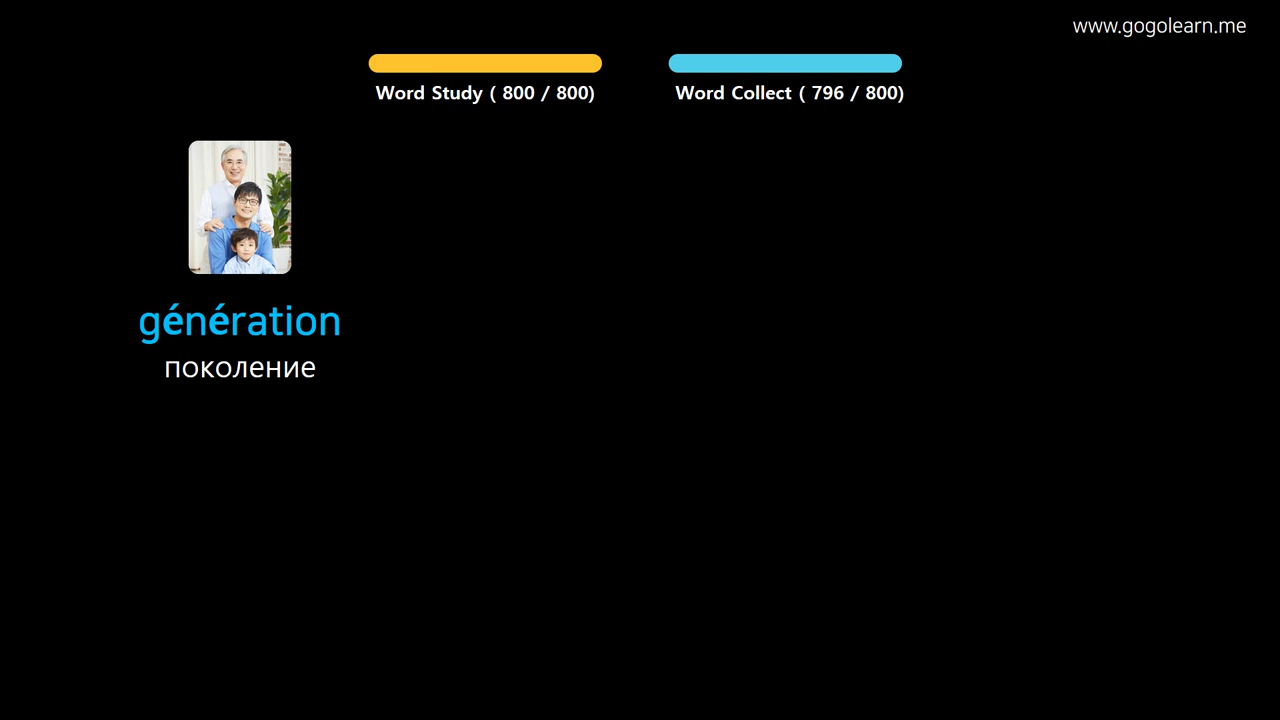 www.gogolearn.me
Word Study ( 800 / 800)
Word Collect ( 796 / 800)
génération
поколение